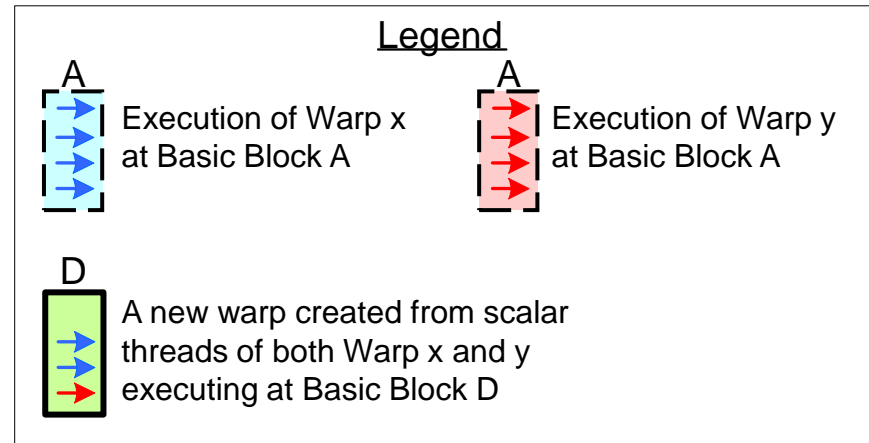 Legend
A
Execution of Warp x
at Basic Block A
A
Execution of Warp y
at Basic Block A
D
A new warp created from scalar
threads of both Warp x and y
executing at Basic Block D